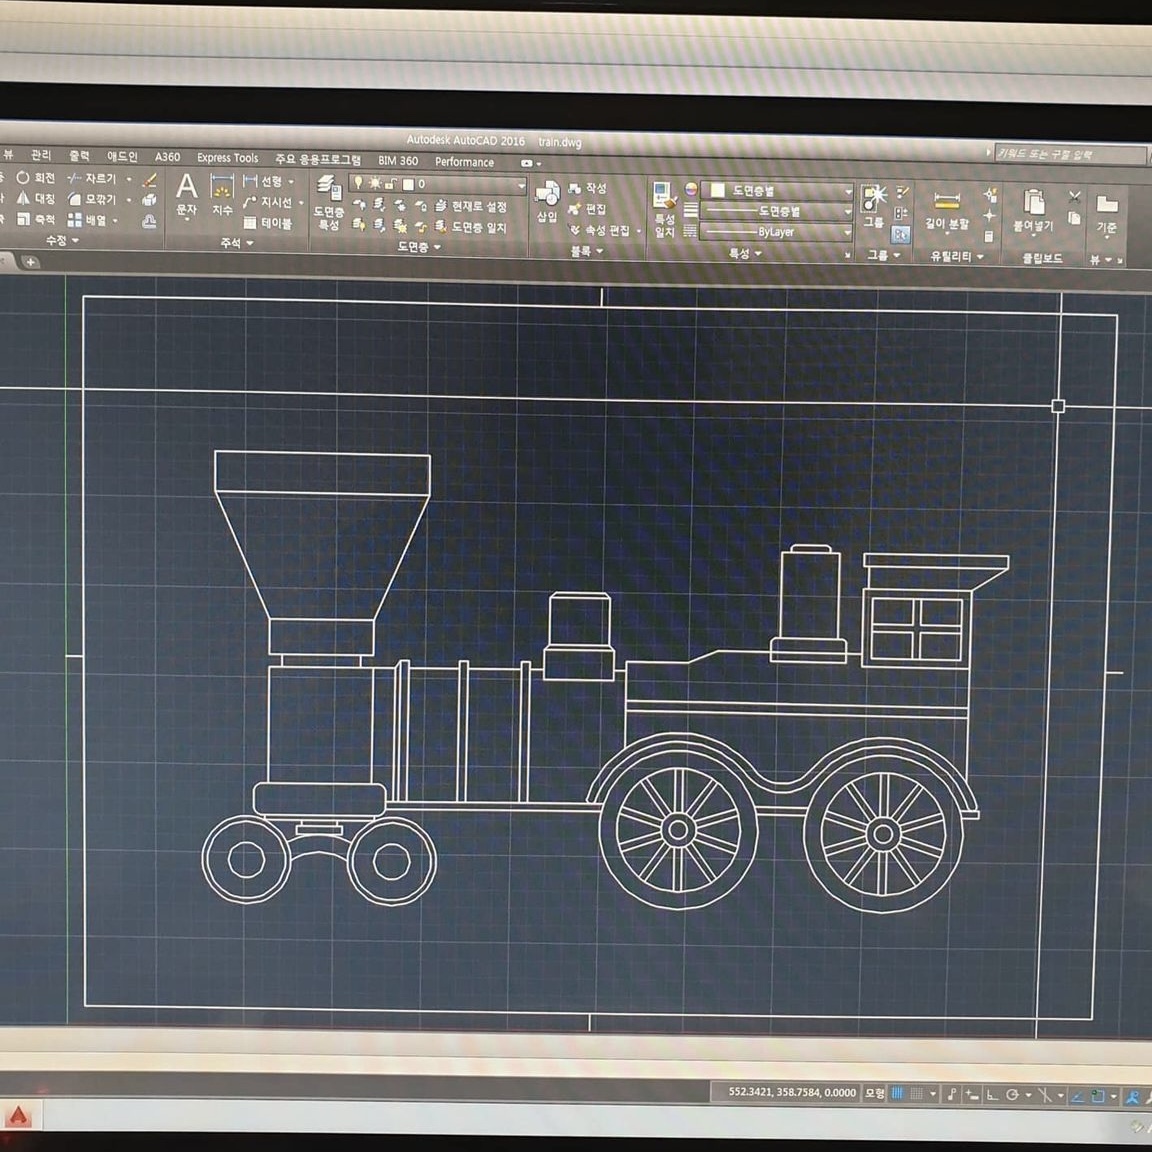 Autodesk AutoCAD 2016 train.dwg
키워드 또는 구절 입력
뷰 관리 출력 애드인 A360 Express Tools 주요 응용프로그램 BIM 360 Performance
회전 자르기
대칭 모깎기
축척 배열
수정
A
문자
치수
선형
지시선
테이블
주석
도면층
특성
0
현재로 설정
도면층 일치
도면층
삽입
작성
편집
속성 편집
블록
특성
일치
도면층별
도면층별
ByLayer
특성
그룹
그룹
길이 분할
유틸리티
붙여넣기
클립보드
기준
뷰
552.3421, 358.7584, 0.0000 모형